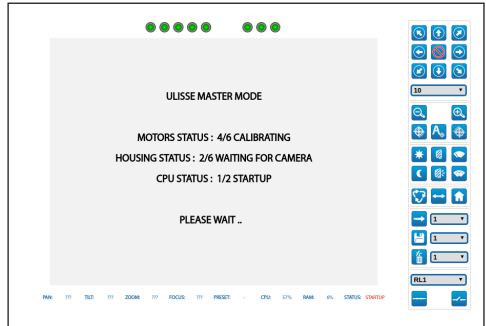 ULISSE MASTER MODE
MOTORS STATUS : 4/6 CALIBRATING
HOUSING STATUS : 2/6 WAITING FOR CAMERA
CPU STATUS : 1/2 STARTUP
PLEASE WAIT ..
10
A
1
1
1
RL1
PAN: ??? TILT: ??? ZOOM: ??? FOCUS: ??? PRESET: - CPU: 57% RAM: 6% STATUS: STARTUP